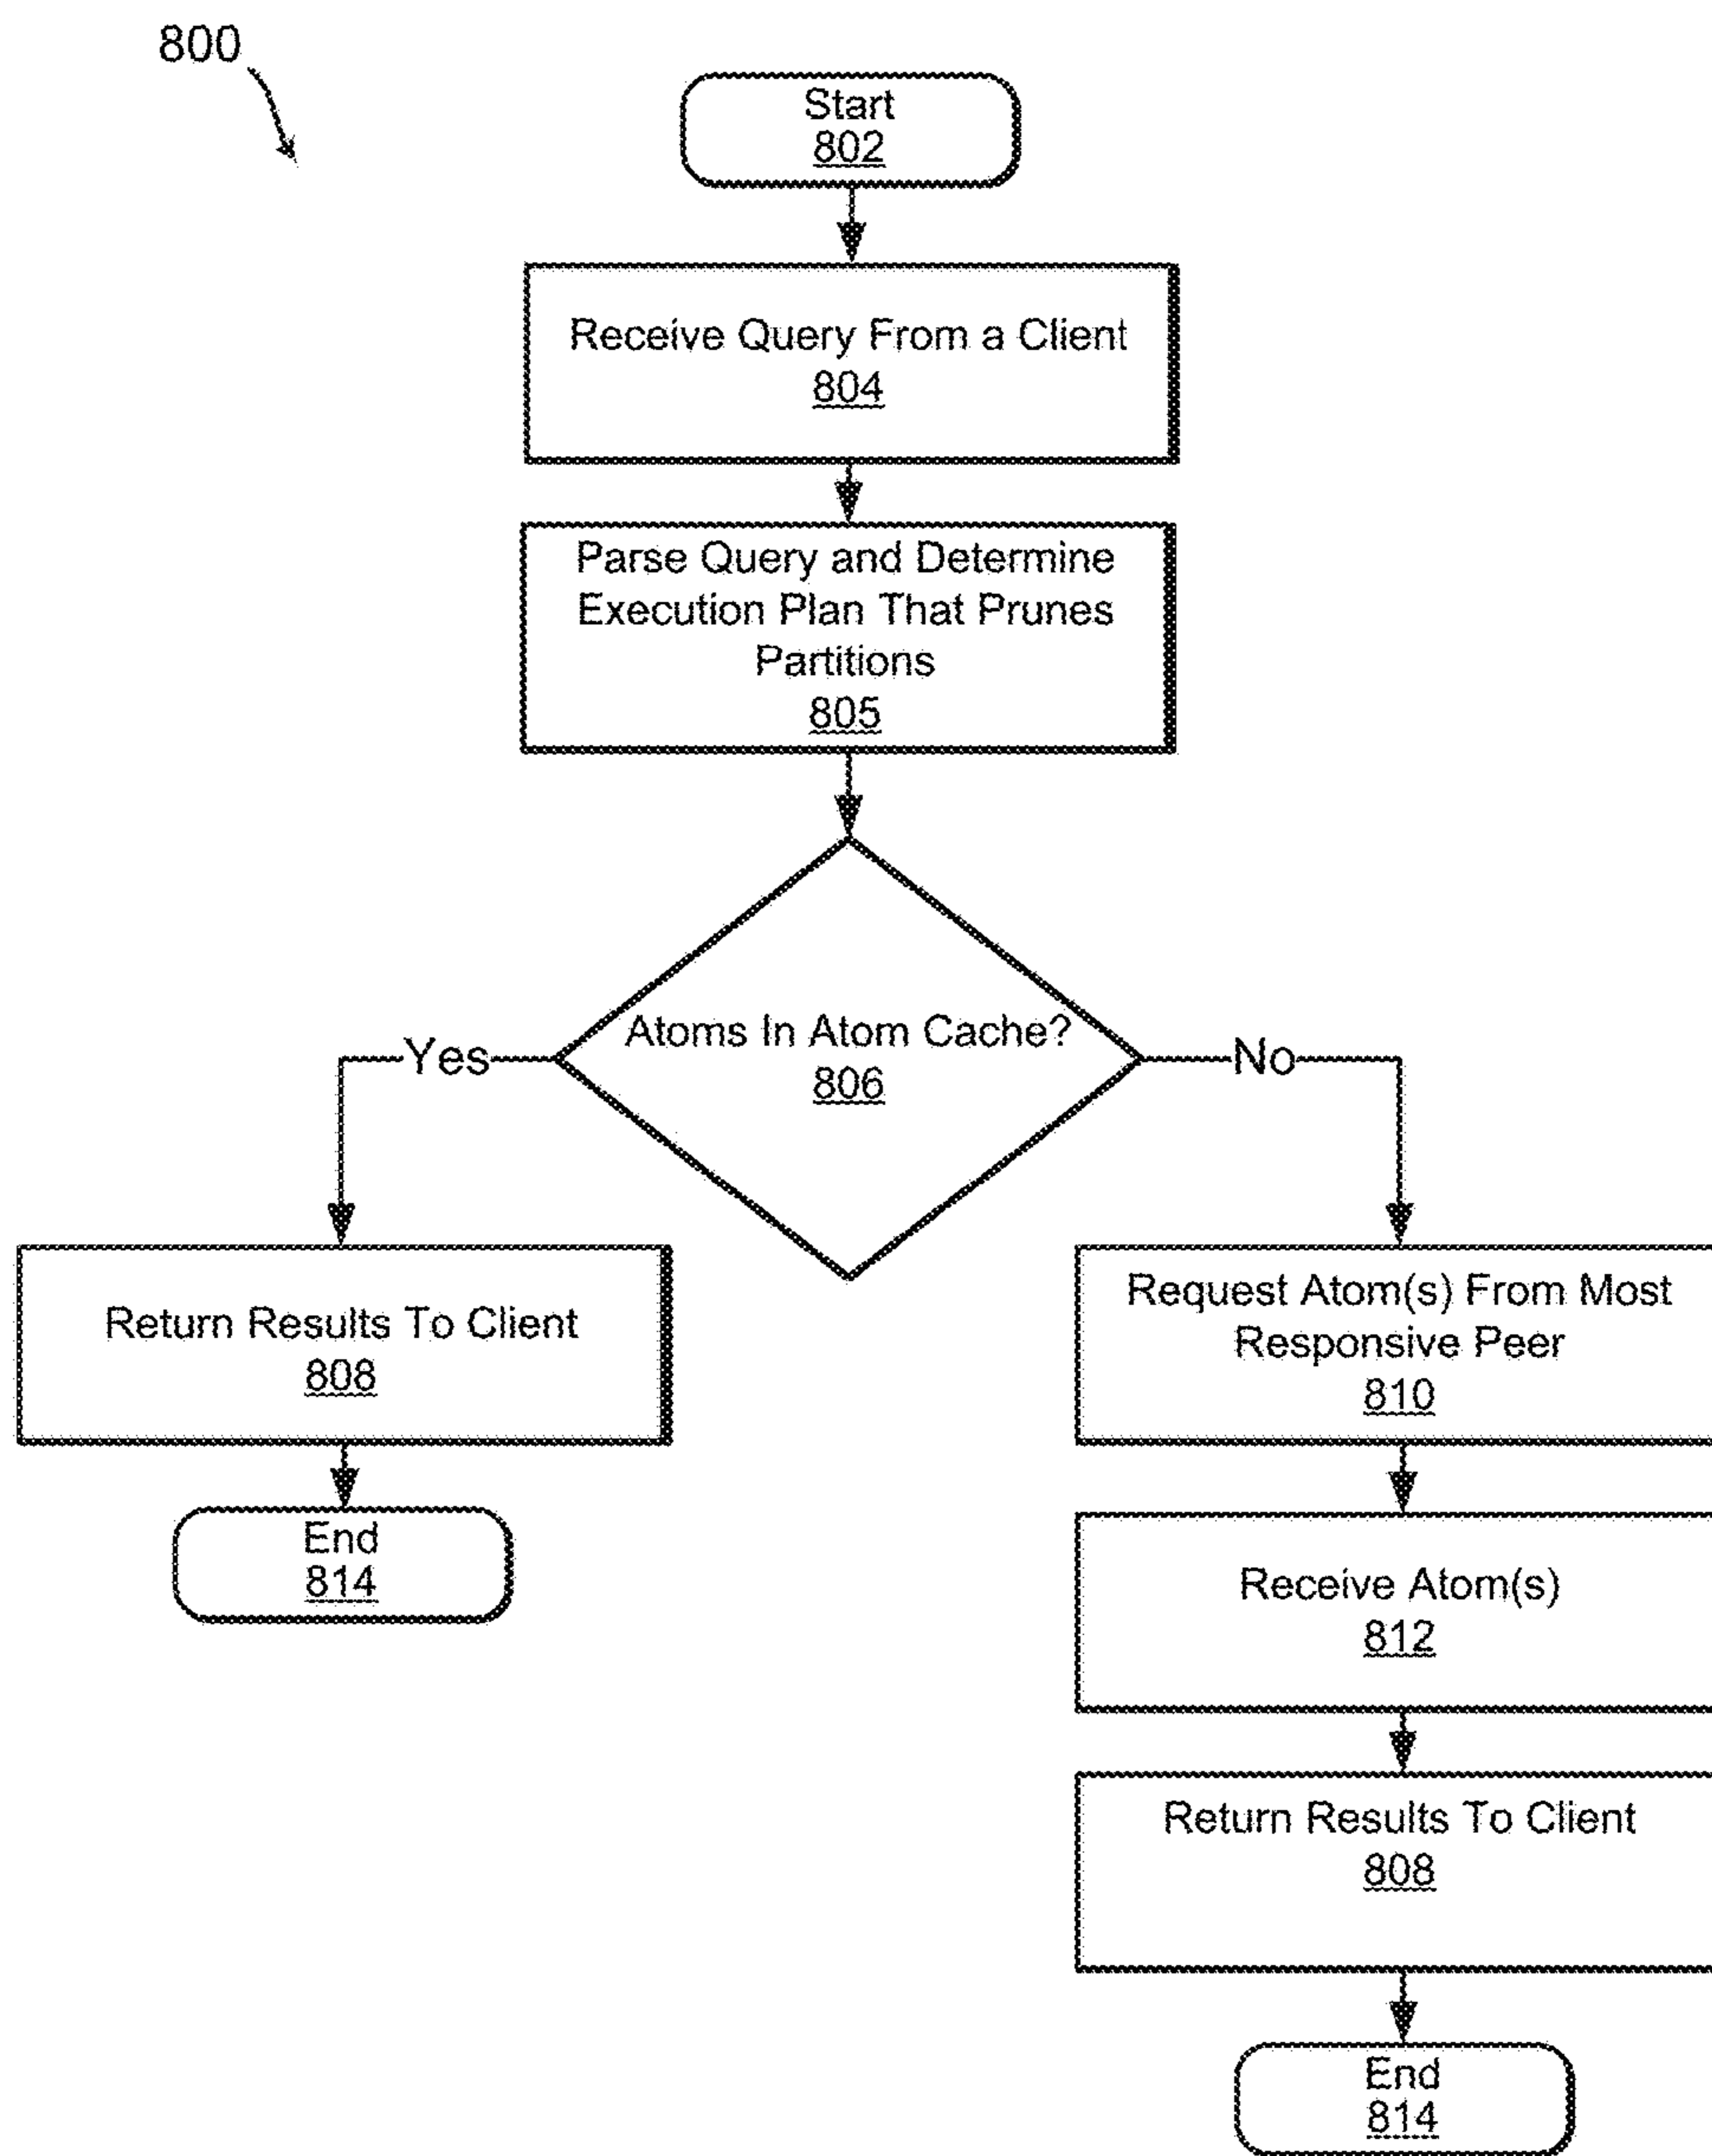 800
Start
802
Receive Query From a Client
804
Parse Query and Determine
Execution Plan That Prunes
Partitions
805
Atoms In Atom Cache?
806
Yes
No
Return Results To Client
808
End
814
Request Atom(s) From Most
Responsive Peer
810
Receive Atom(s)
812
Return Results To Client
808
End
814